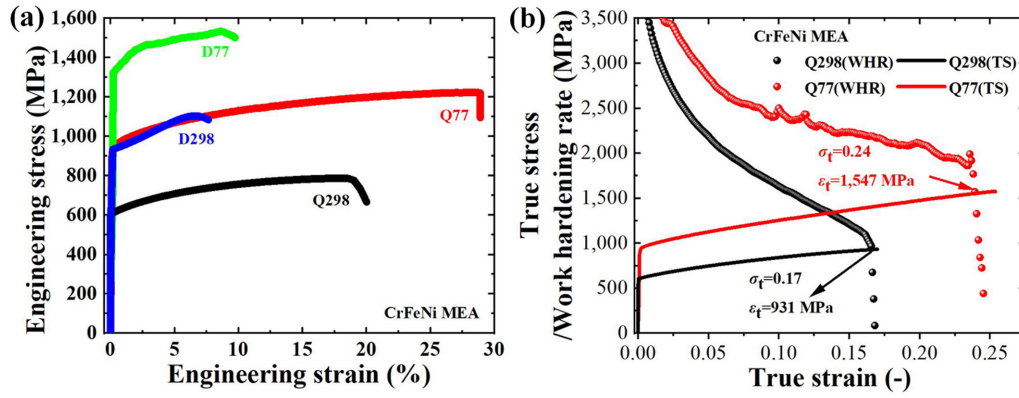 (a)
Engineering stress (MPa)
1,600
1,400
1,200
1,000
800
600
400
200
0
D77
D298
Q77
Q298
CrFeNi MEA
0 5 10 15 20 25 30
Engineering strain (%)
(b)
True stress
/Work hardening rate (MPa)
3,500
3,000
2,500
2,000
1,500
1,000
500
0
CrFeNi MEA
Q298(WHR) Q298(TS)
Q77(WHR) Q77(TS)
σt=0.24
εt=1,547 MPa
σt=0.17
εt=931 MPa
0.00 0.05 0.10 0.15 0.20 0.25
True strain (-)